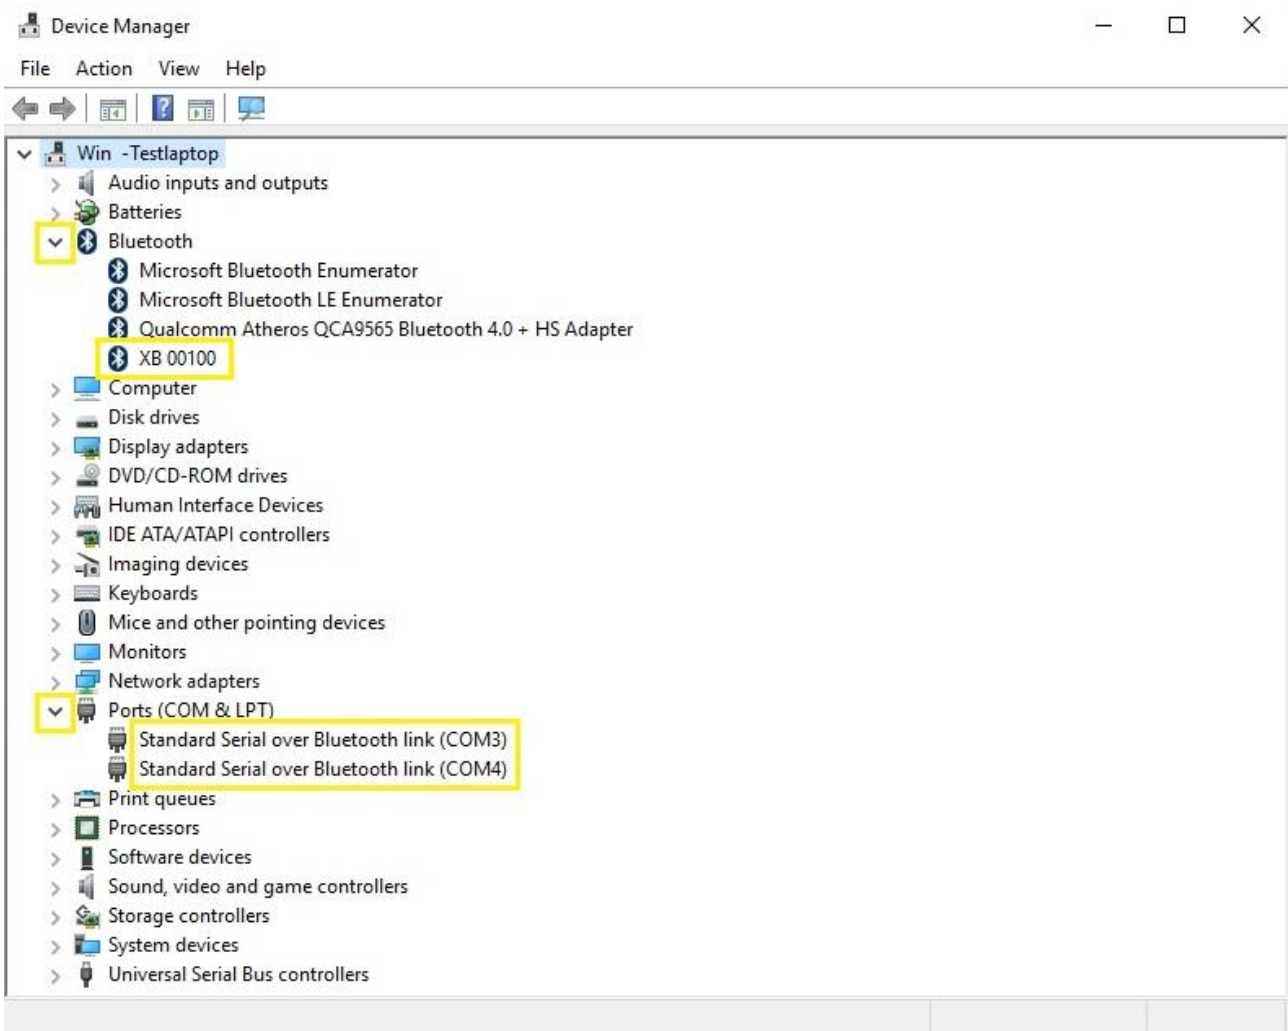 Device Manager
File Action View Help
Win -Testlaptop
Audio inputs and outputs
Batteries
Bluetooth
Microsoft Bluetooth Enumerator
Microsoft Bluetooth LE Enumerator
Qualcomm Atheros QCA9565 Bluetooth 4.0 + HS Adapter
XB 00100
Computer
Disk drives
Display adapters
DVD/CD-ROM drives
Human Interface Devices
IDE ATA/ATAPI controllers
Imaging devices
Keyboards
Mice and other pointing devices
Monitors
Network adapters
Ports (COM & LPT)
Standard Serial over Bluetooth link (COM3)
Standard Serial over Bluetooth link (COM4)
Print queues
Processors
Software devices
Sound, video and game controllers
Storage controllers
System devices
Universal Serial Bus controllers